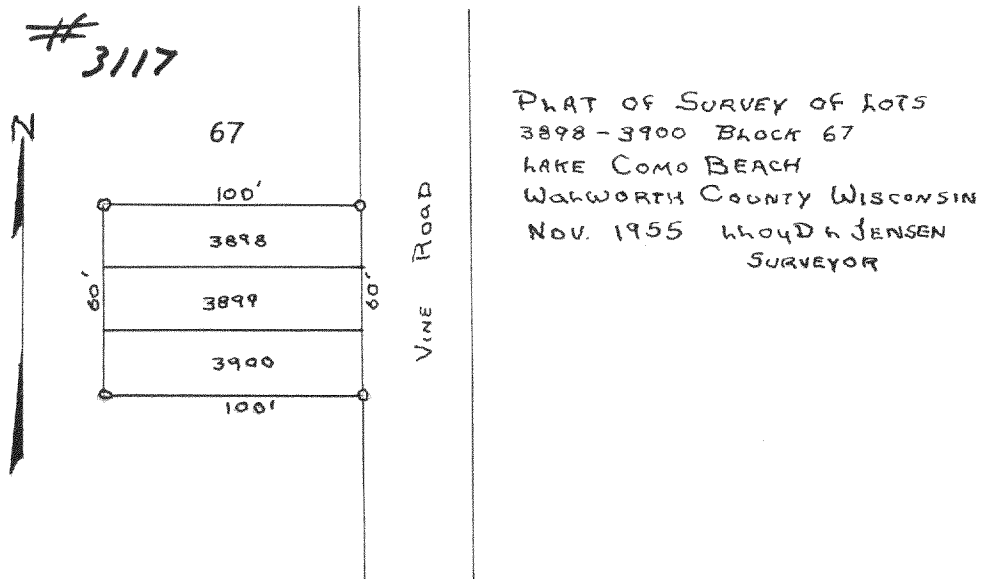 #3117
N
67
100'
3898
60'
3899
60'
3900
100'
VINE ROAD
PLAT OF SURVEY OF LOTS
3898-3900 BLOCK 67
LAKE COMO BEACH
WALWORTH COUNTY WISCONSIN
NOV. 1955 LLOYD L JENSEN
SURVEYOR